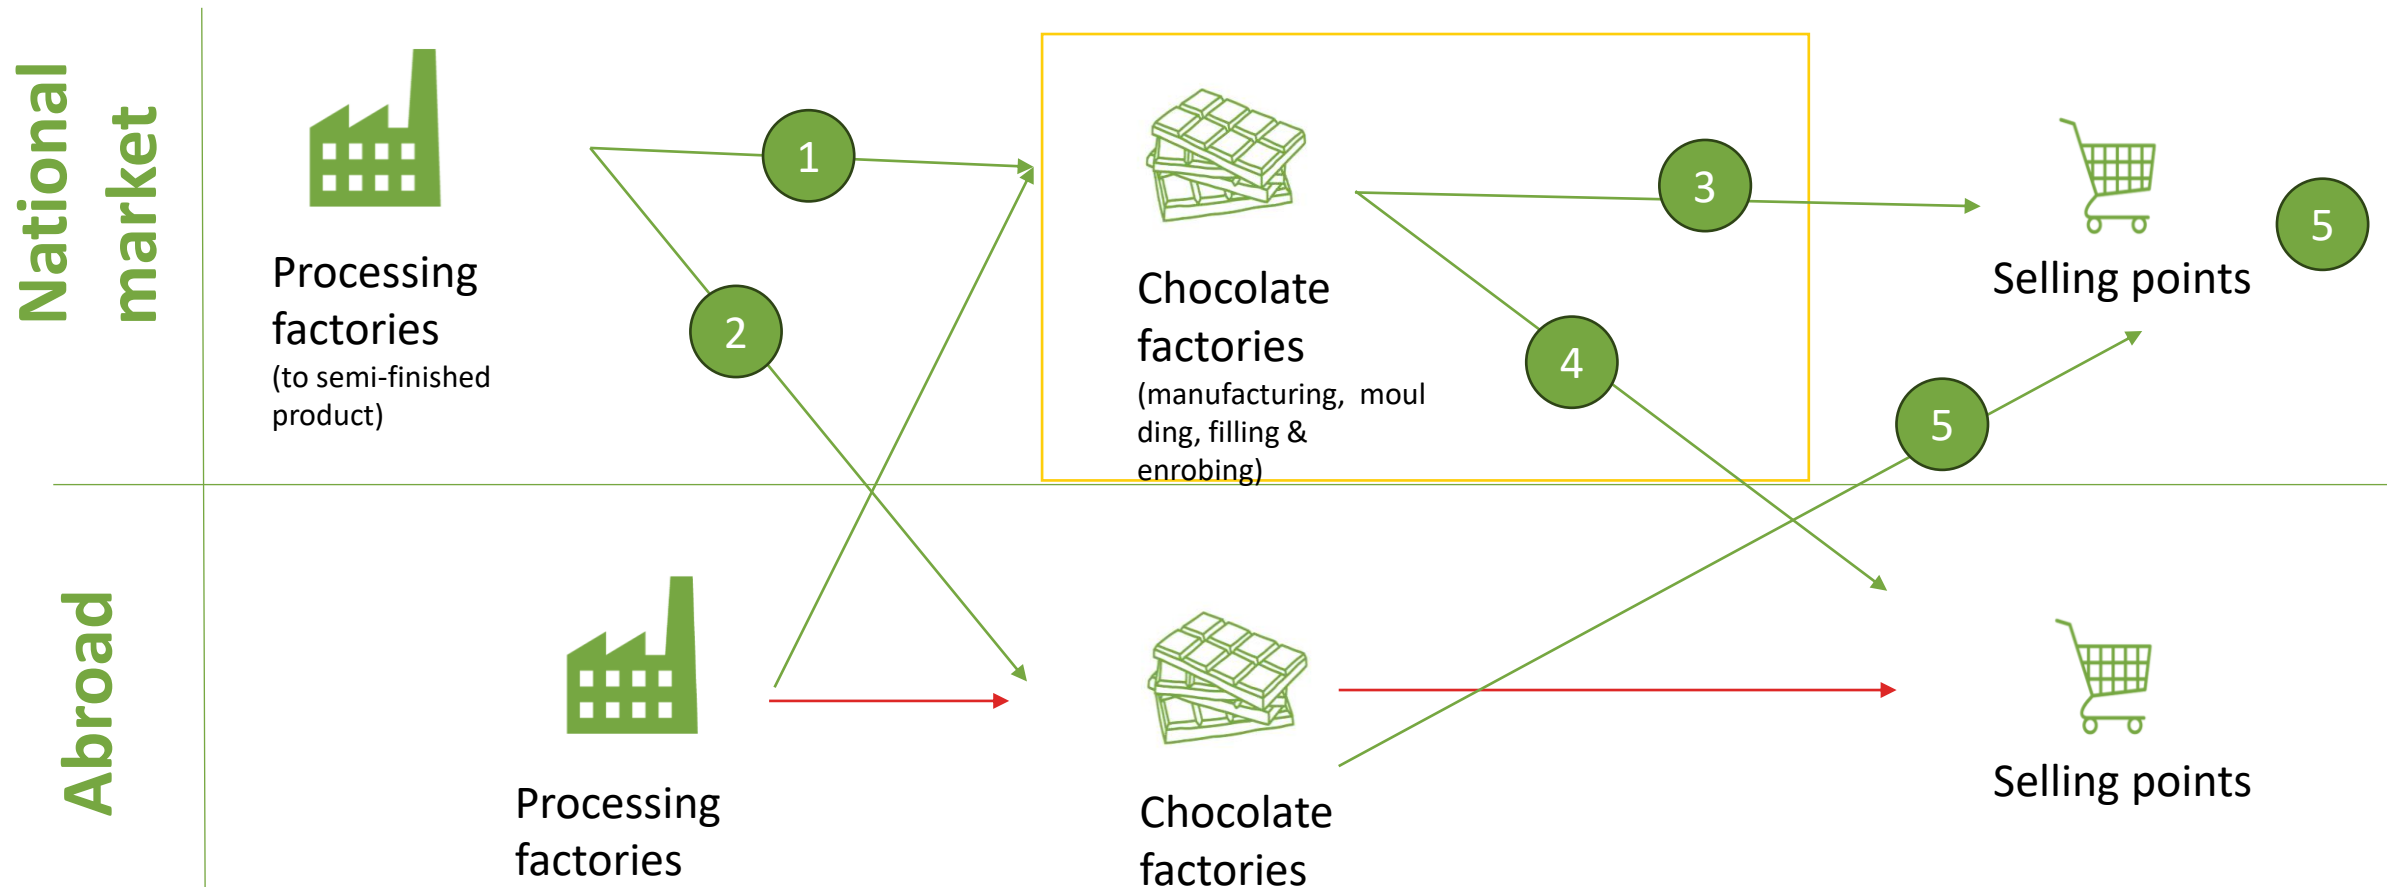 National
market
1
2
3
4
5
5
Processing
factories
(to semi-finished
product)
Chocolate
factories
(manufacturing, moul
ding, filling &
enrobing)
Selling points
Abroad
Processing
factories
Chocolate
factories
Selling points